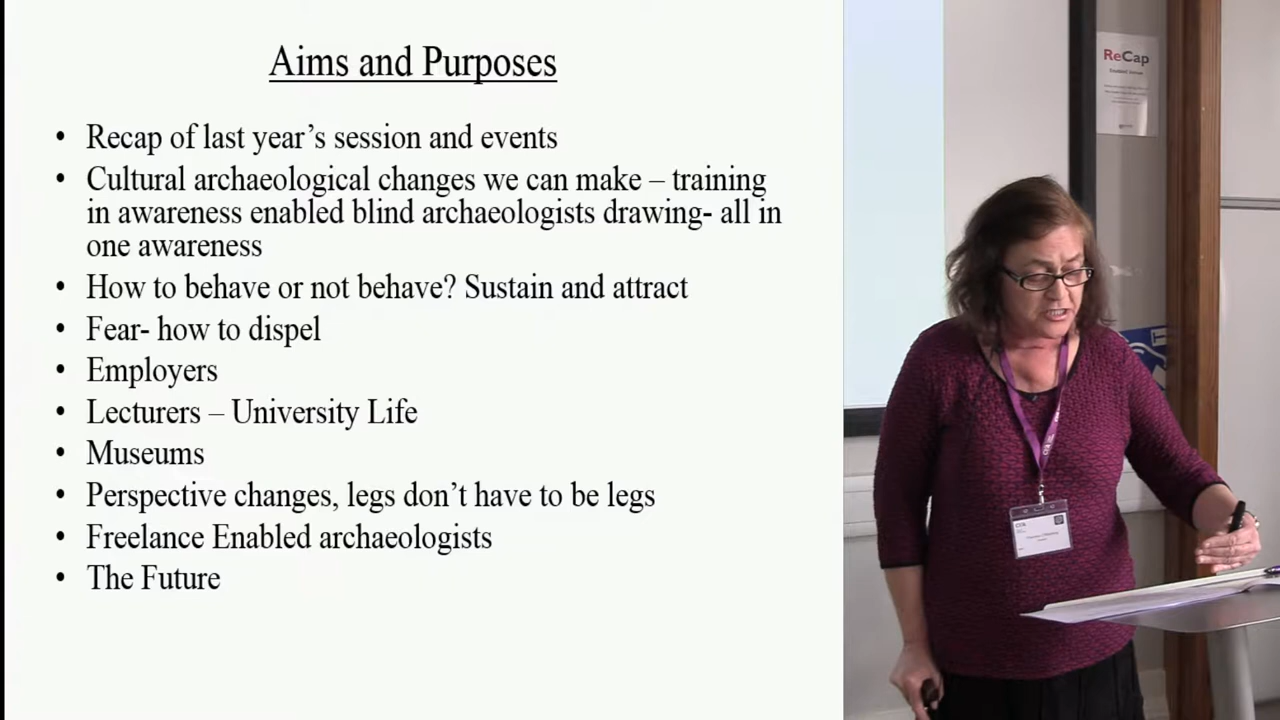 Aims and Purposes
• Recap of last year's session and events
• Cultural archaeological changes we can make – training
in awareness enabled blind archaeologists drawing- all in
one awareness
• How to behave or not behave? Sustain and attract
• Fear- how to dispel
• Employers
• Lecturers – University Life
• Museums
• Perspective changes, legs don't have to be legs
• Freelance Enabled archaeologists
• The Future
ReCap